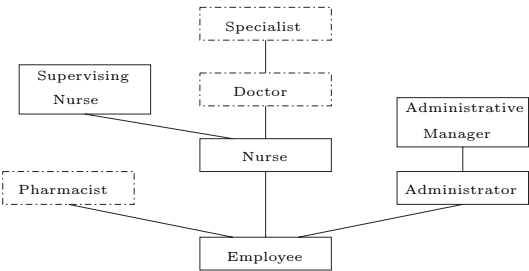 Specialist
Supervising
Nurse
Doctor
Administrative
Manager
Nurse
Pharmacist
Administrator
Employee